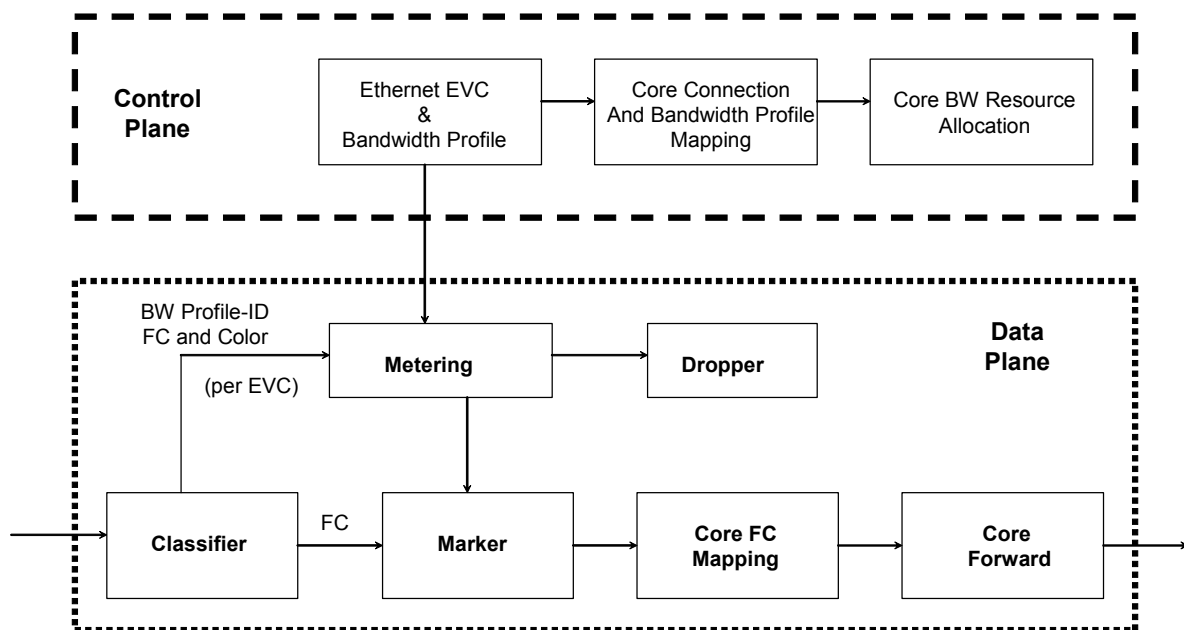 Control
Plane
Ethernet EVC
&
Bandwidth Profile
Core Connection
And Bandwidth Profile
Mapping
Core BW Resource
Allocation
BW Profile-ID
FC and Color
(per EVC)
Metering
Dropper
Data
Plane
Classifier
FC
Marker
Core FC
Mapping
Core
Forward